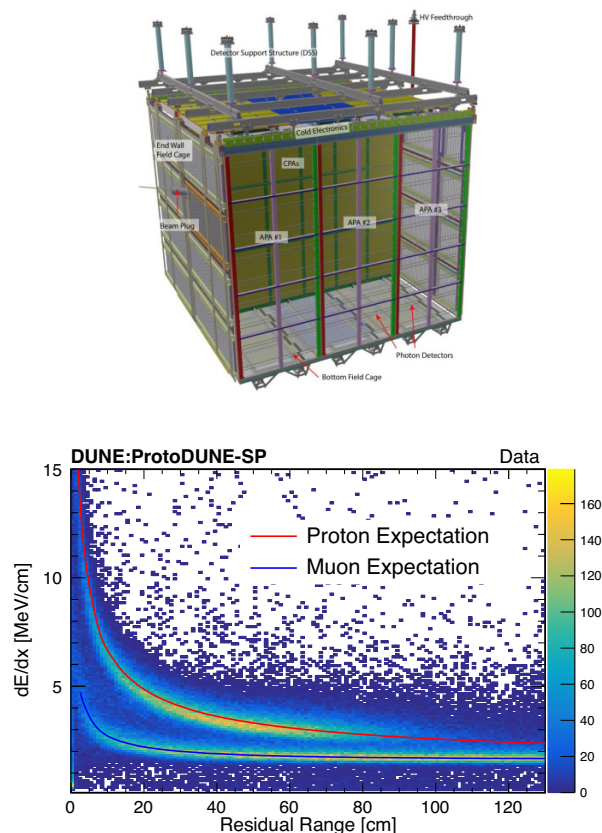 HV Feedthrough
Detector Support Structure (DSS)
Cold Electronics
End Wall
Field Cage
CPAs
Beam Plug
APA #1
APA #2
APA #3
Photon Detectors
Bottom Field Cage
DUNE:ProtoDUNE-SP
Data
15
10
5
dE/dx [MeV/cm]
Proton Expectation
Muon Expectation
160
140
120
100
80
60
40
20
0
0 20 40 60 80 100 120
Residual Range [cm]